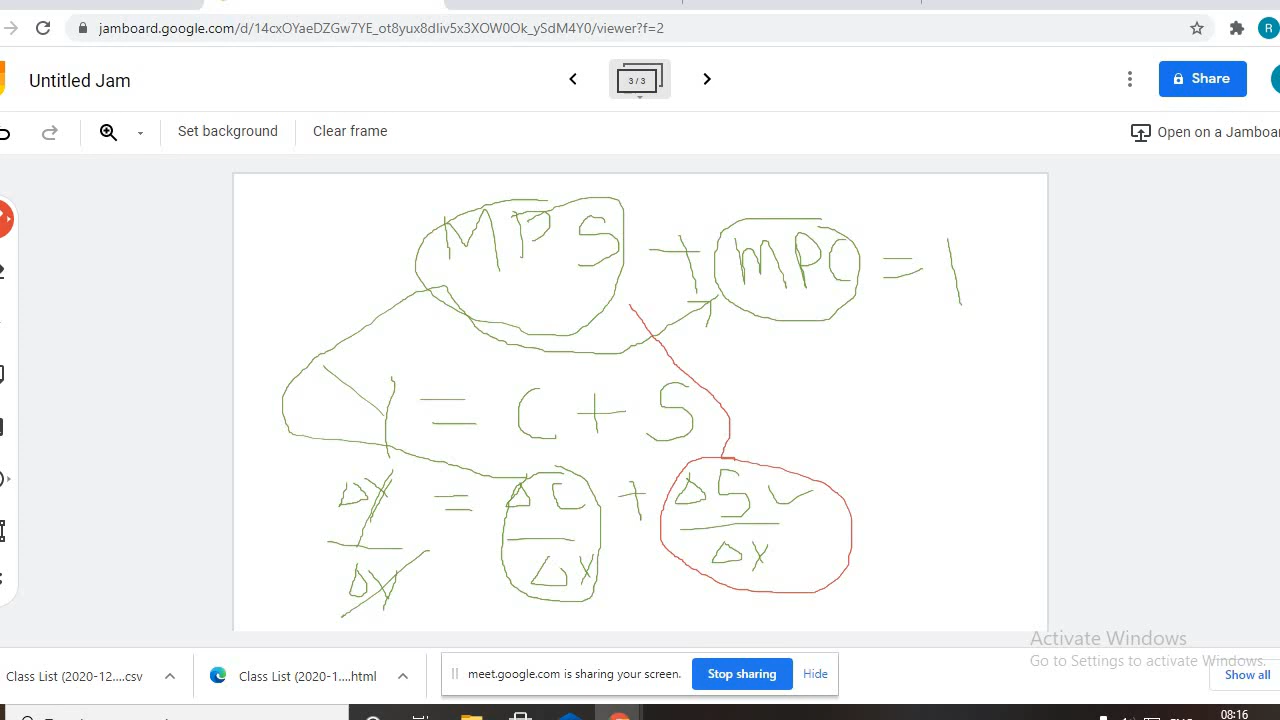 jamboard.google.com/d/14cxOYaeDZGw7YE_ot8yux8dIiv5x3XOW0Ok_ySdM4Y0/viewer?f=2
R
Untitled Jam
3 / 3
Share
Set background
Clear frame
Open on a Jamboar
MPS + MPC = 1
Y = C + S
ΔY/ΔY = ΔC/ΔY + ΔS/ΔY
Activate Windows
Go to Settings to activate Windows.
Class List (2020-12....csv
Class List (2020-1....html
meet.google.com is sharing your screen.
Stop sharing
Hide
Show all
08:16